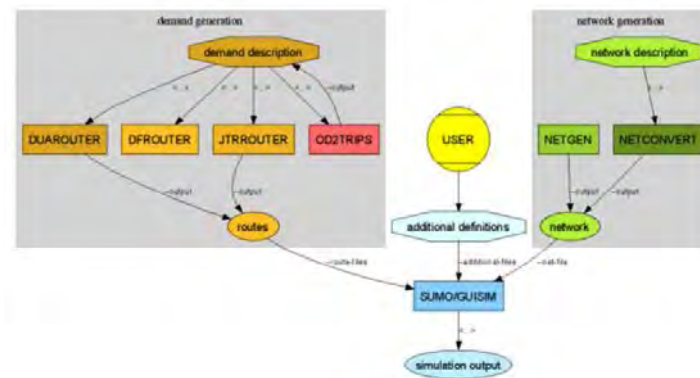 demand generation
network generation
demand description
network description
--output
DUAROUTER
DFROUTER
JTRROUTER
OD2TRIPS
USER
NETGEN
NETCONVERT
--output
--output
--output
--output
routes
additional definitions
network
--route-files
--additional-files
--net-file
SUMO/GUISIM
simulation output